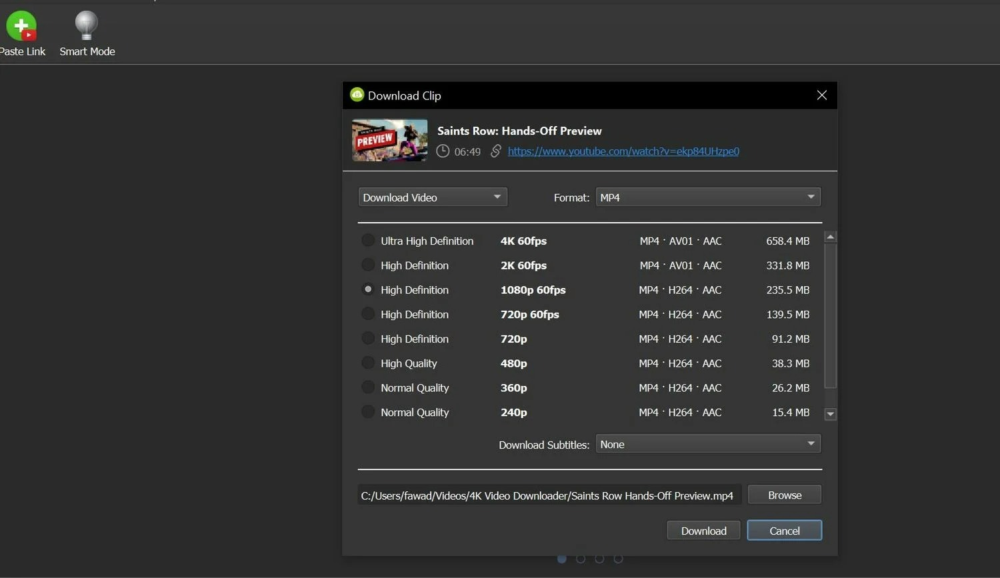 Paste Link
Smart Mode
Download Clip
PREVIEW
Saints Row: Hands-Off Preview
06:49 https://www.youtube.com/watch?v=ekp84UHzpe0
Download Video Format: MP4
Ultra High Definition 4K 60fps MP4 · AV01 · AAC 658.4 MB
High Definition 2K 60fps MP4 · AV01 · AAC 331.8 MB
High Definition 1080p 60fps MP4 · H264 · AAC 235.5 MB
High Definition 720p 60fps MP4 · H264 · AAC 139.5 MB
High Definition 720p MP4 · H264 · AAC 91.2 MB
High Quality 480p MP4 · H264 · AAC 38.3 MB
Normal Quality 360p MP4 · H264 · AAC 26.2 MB
Normal Quality 240p MP4 · H264 · AAC 15.4 MB
Download Subtitles: None
C:/Users/fawad/Videos/4K Video Downloader/Saints Row Hands-Off Preview.mp4 Browse
Download Cancel